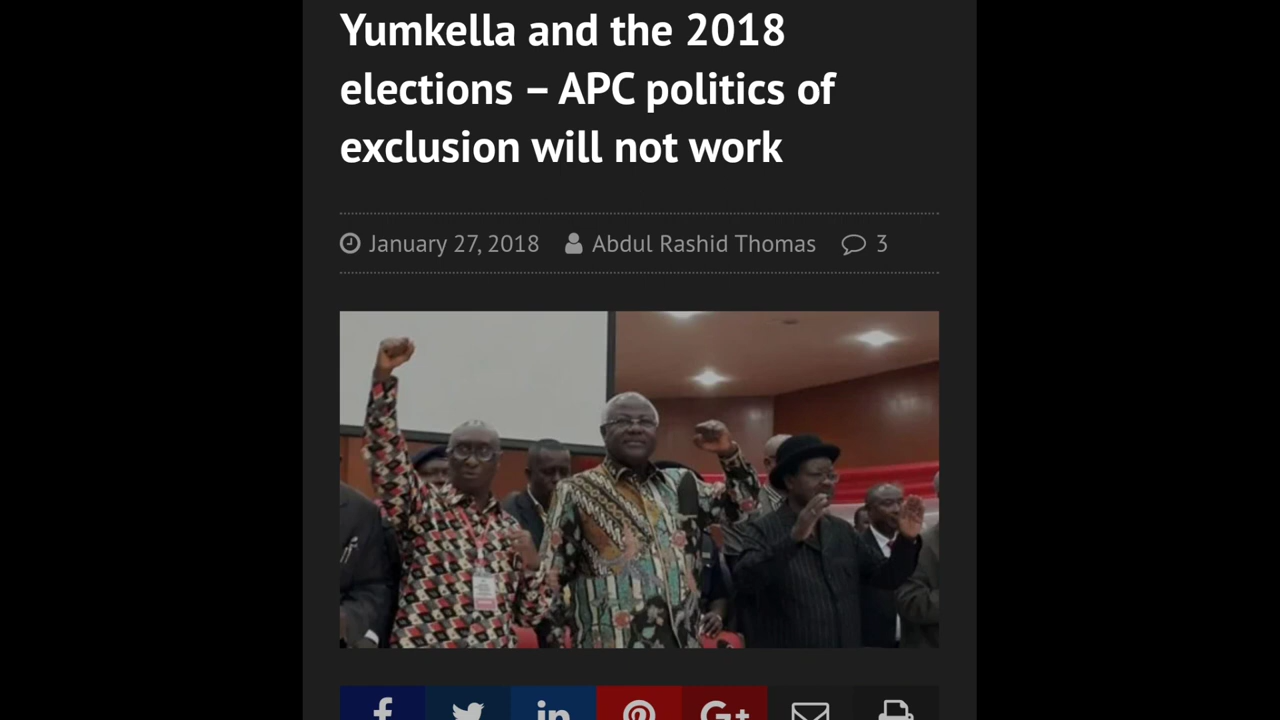 Yumkella and the 2018
elections – APC politics of
exclusion will not work
January 27, 2018 Abdul Rashid Thomas 3
f in G+